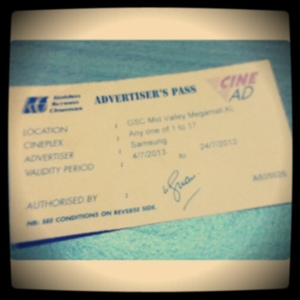 Golden
Screen
Cinemas
ADVERTISER'S PASS
CINE
AD
LOCATION : GSC Mid Valley Megamall KL
CINEPLEX : Any one of 1 to 17
ADVERTISER : Samsung
VALIDITY PERIOD : 4/7/2013 to 24/7/2013
AUTHORISED BY :
NB: SEE CONDITIONS ON REVERSE SIDE.